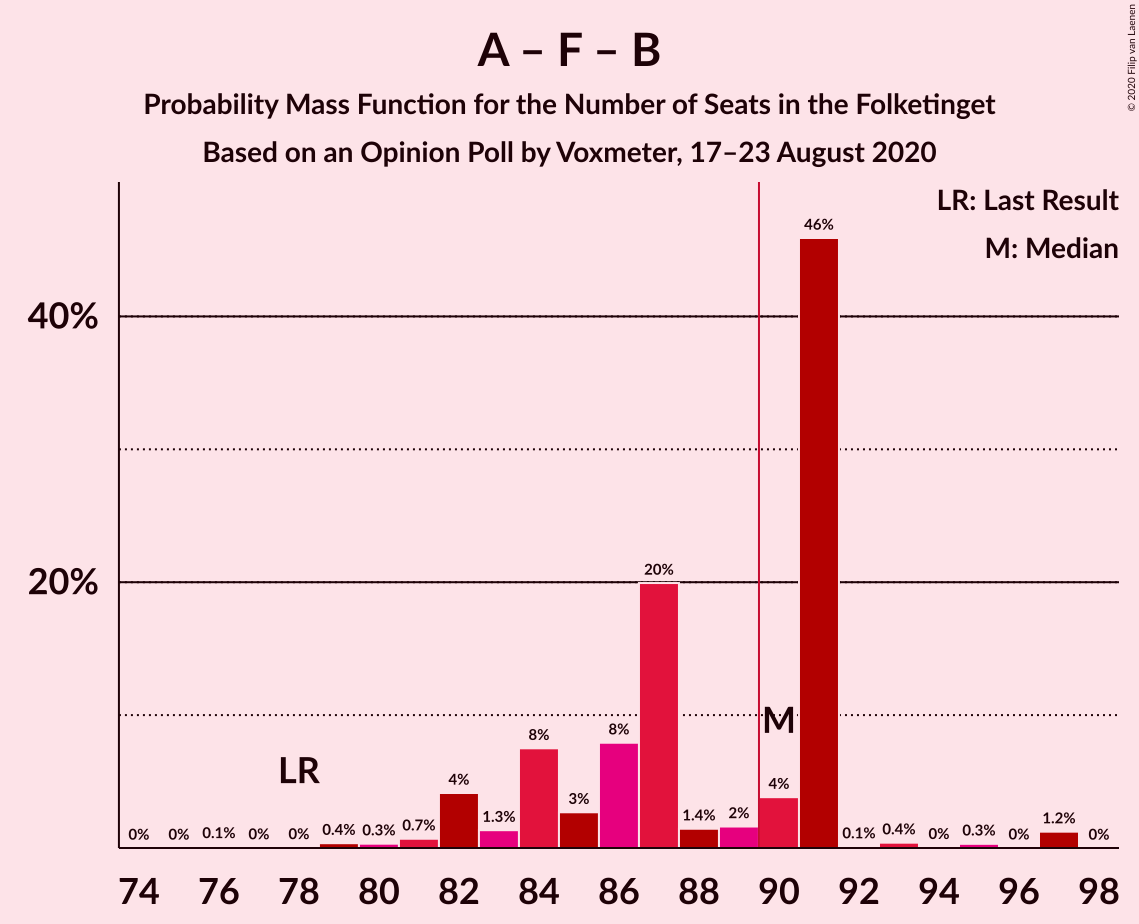 A – F – B
Probability Mass Function for the Number of Seats in the Folketinget
Based on an Opinion Poll by Voxmeter, 17–23 August 2020
© 2020 Filip van Laenen
LR: Last Result
M: Median
46%
40%
20%
20%
M
LR
8%
8%
4%
4%
3%
0% 0% 0.1% 0% 0% 0.4% 0.3% 0.7% 1.3% 1.4% 2% 0.1% 0.4% 0% 0.3% 0% 1.2% 0%
74 76 78 80 82 84 86 88 90 92 94 96 98